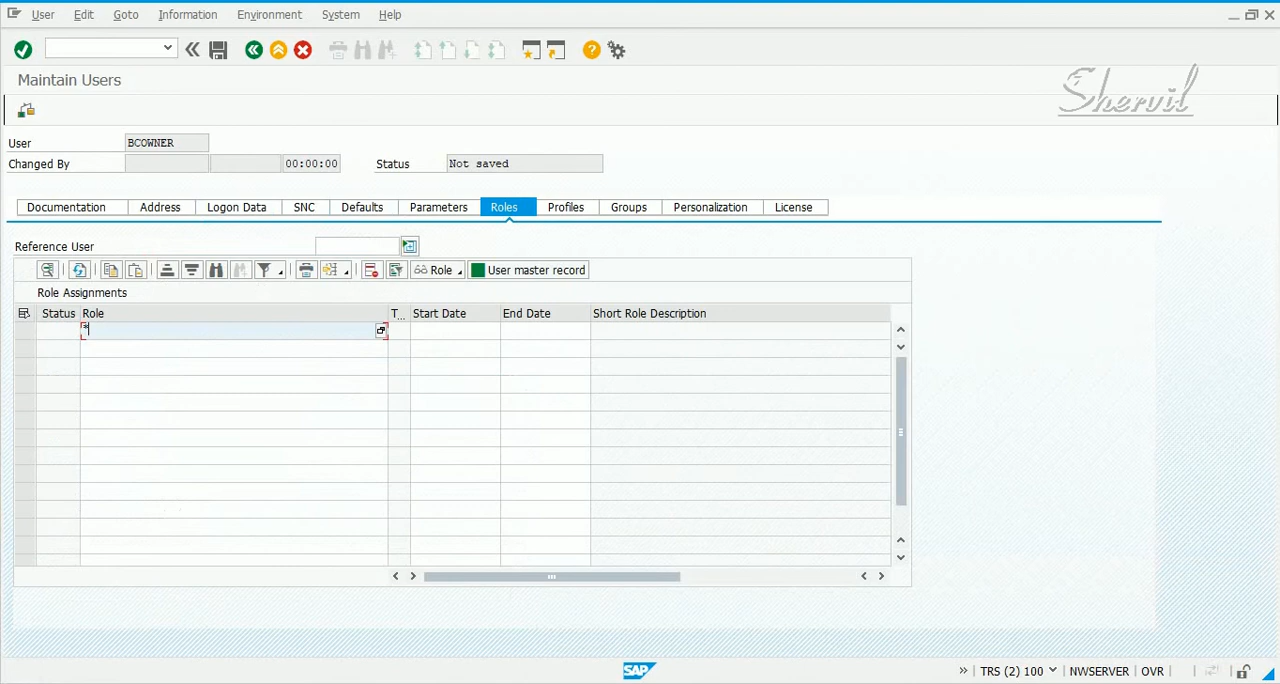 User Edit Goto Information Environment System Help
Maintain Users
Shervil
User BCOWNER
Changed By 00:00:00 Status Not saved
Documentation Address Logon Data SNC Defaults Parameters Roles Profiles Groups Personalization License
Reference User
Role User master record
Role Assignments
Status Role T... Start Date End Date Short Role Description
*
SAP
» TRS (2) 100 NWSERVER OVR